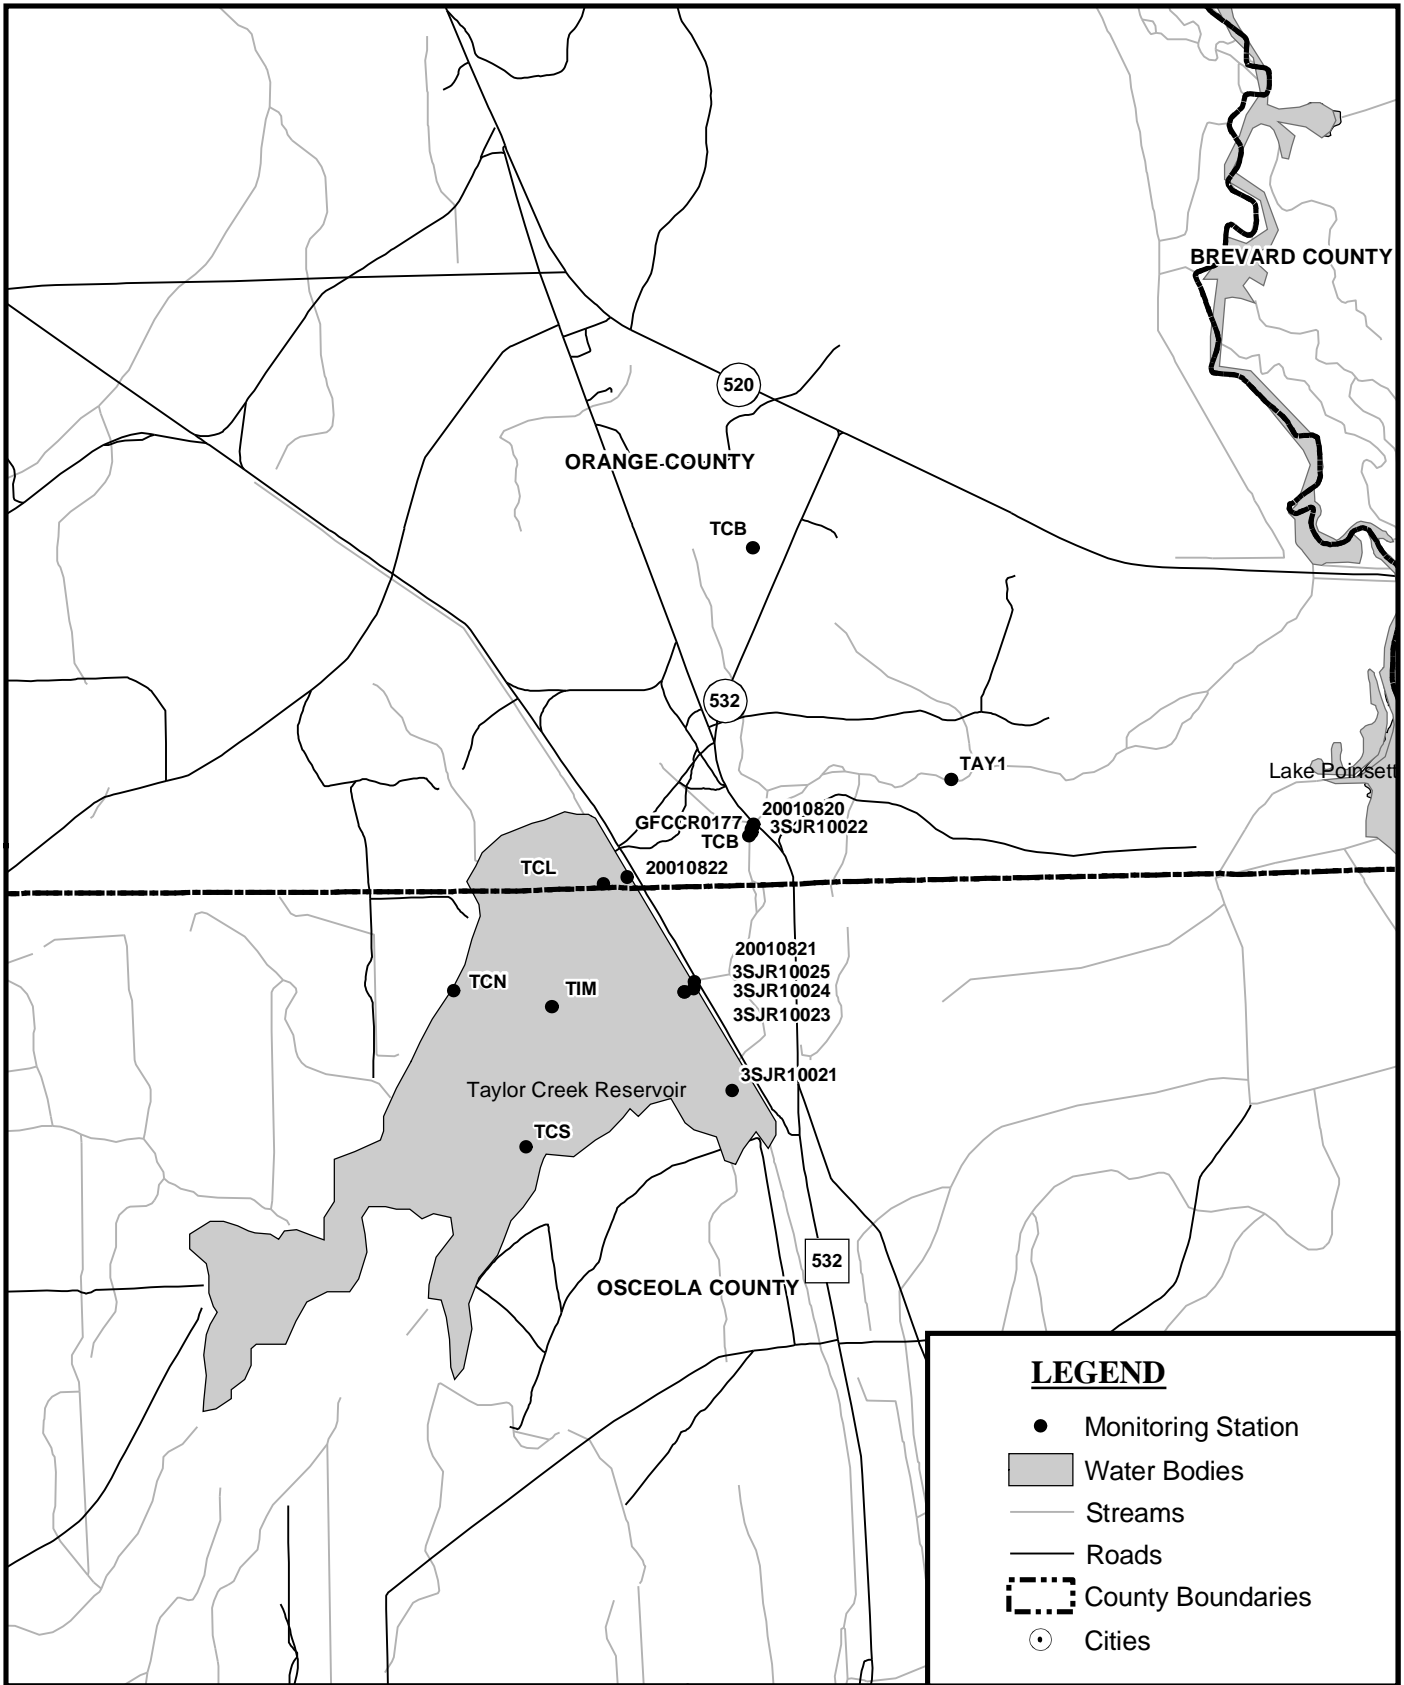 BREVARD COUNTY
520
ORANGE COUNTY
TCB
532
TAY1
Lake Poinsett
20010820
GFCCR0177
3SJR10022
TCB
TCL
20010822
20010821
3SJR10025
TCN
TIM
3SJR10024
3SJR10023
3SJR10021
Taylor Creek Reservoir
TCS
532
OSCEOLA COUNTY
LEGEND
Monitoring Station
Water Bodies
Streams
Roads
County Boundaries
Cities